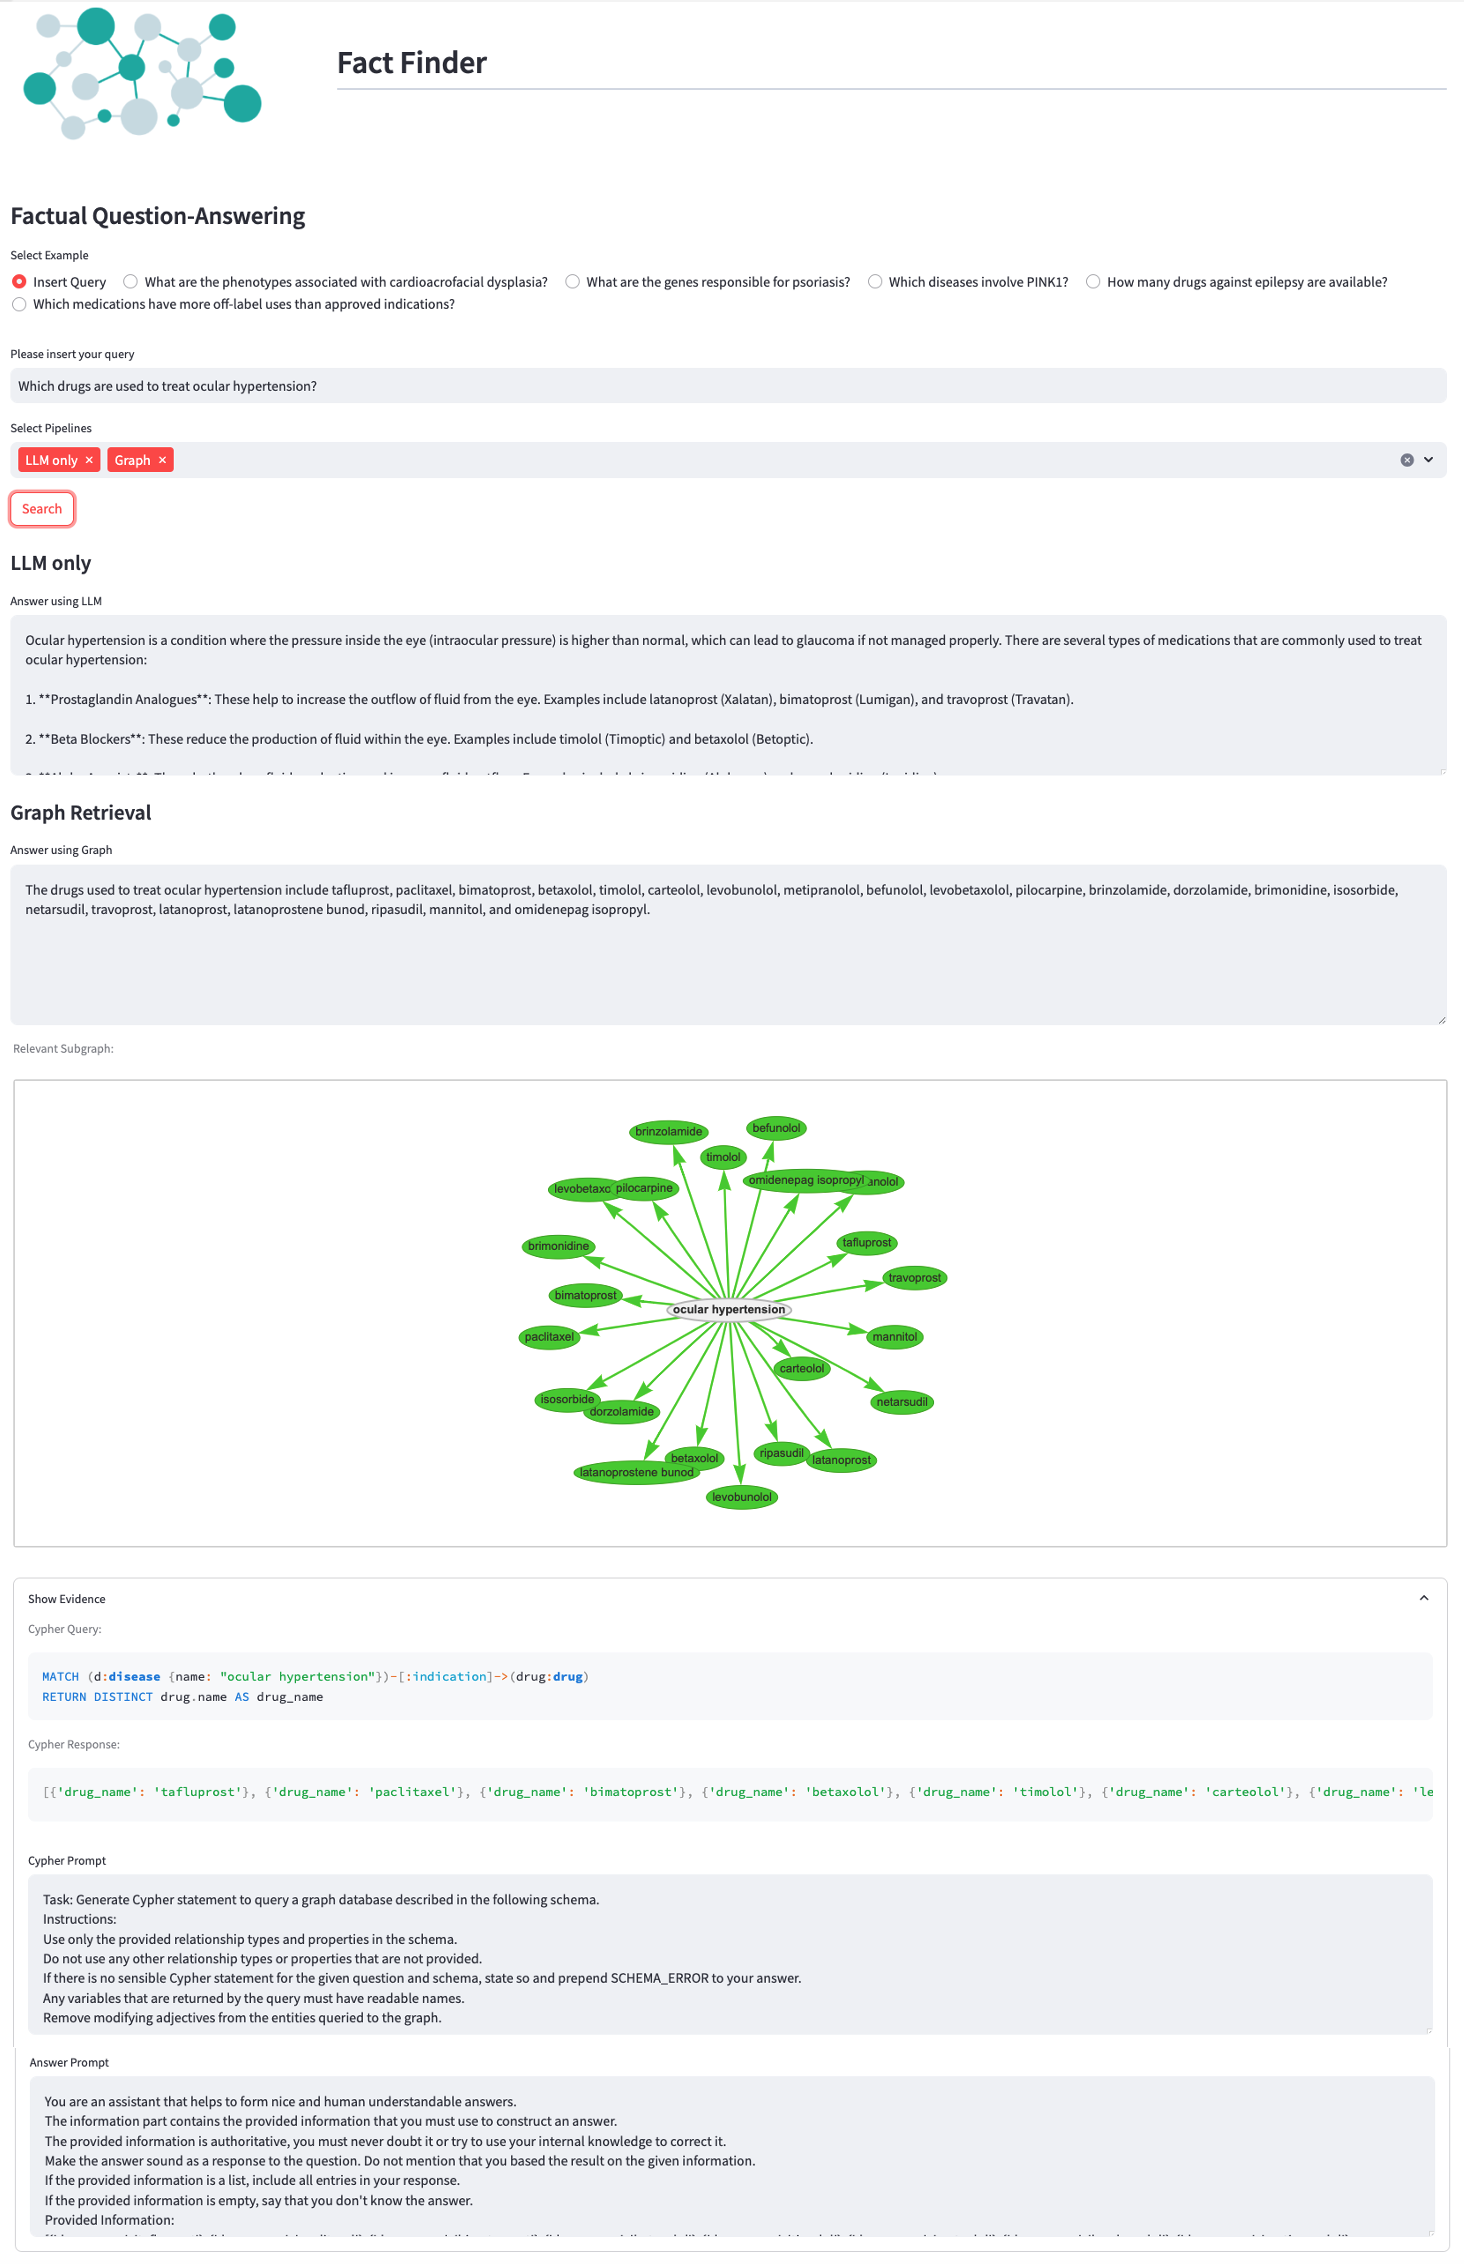 Fact Finder
Factual Question-Answering
Select Example
Insert Query
What are the phenotypes associated with cardioacrofacial dysplasia?
What are the genes responsible for psoriasis?
Which diseases involve PINK1?
How many drugs against epilepsy are available?
Which medications have more off-label uses than approved indications?
Please insert your query
Which drugs are used to treat ocular hypertension?
Select Pipelines
LLM only ×
Graph ×
Search
LLM only
Answer using LLM
Ocular hypertension is a condition where the pressure inside the eye (intraocular pressure) is higher than normal, which can lead to glaucoma if not managed properly. There are several types of medications that are commonly used to treat
ocular hypertension:
1. **Prostaglandin Analogues**: These help to increase the outflow of fluid from the eye. Examples include latanoprost (Xalatan), bimatoprost (Lumigan), and travoprost (Travatan).
2. **Beta Blockers**: These reduce the production of fluid within the eye. Examples include timolol (Timoptic) and betaxolol (Betoptic).
Graph Retrieval
Answer using Graph
The drugs used to treat ocular hypertension include tafluprost, paclitaxel, bimatoprost, betaxolol, timolol, carteolol, levobunolol, metipranolol, befunolol, levobetaxolol, pilocarpine, brinzolamide, dorzolamide, brimonidine, isosorbide,
netarsudil, travoprost, latanoprost, latanoprostene bunod, ripasudil, mannitol, and omidenepag isopropyl.
Relevant Subgraph:
befunolol
brinzolamide
timolol
omidenepag isopropyl
anolol
levobetaxc
pilocarpine
tafluprost
brimonidine
travoprost
bimatoprost
ocular hypertension
paclitaxel
mannitol
carteolol
isosorbide
netarsudil
dorzolamide
ripasudil
betaxolol
latanoprost
latanoprostene bunod
levobunolol
Show Evidence
Cypher Query:
MATCH (d:disease {name: "ocular hypertension"})-[:indication]->(drug:drug)
RETURN DISTINCT drug.name AS drug_name
Cypher Response:
[{'drug_name': 'tafluprost'}, {'drug_name': 'paclitaxel'}, {'drug_name': 'bimatoprost'}, {'drug_name': 'betaxolol'}, {'drug_name': 'timolol'}, {'drug_name': 'carteolol'}, {'drug_name': 'le
Cypher Prompt
Task: Generate Cypher statement to query a graph database described in the following schema.
Instructions:
Use only the provided relationship types and properties in the schema.
Do not use any other relationship types or properties that are not provided.
If there is no sensible Cypher statement for the given question and schema, state so and prepend SCHEMA_ERROR to your answer.
Any variables that are returned by the query must have readable names.
Remove modifying adjectives from the entities queried to the graph.
Answer Prompt
You are an assistant that helps to form nice and human understandable answers.
The information part contains the provided information that you must use to construct an answer.
The provided information is authoritative, you must never doubt it or try to use your internal knowledge to correct it.
Make the answer sound as a response to the question. Do not mention that you based the result on the given information.
If the provided information is a list, include all entries in your response.
If the provided information is empty, say that you don't know the answer.
Provided Information: